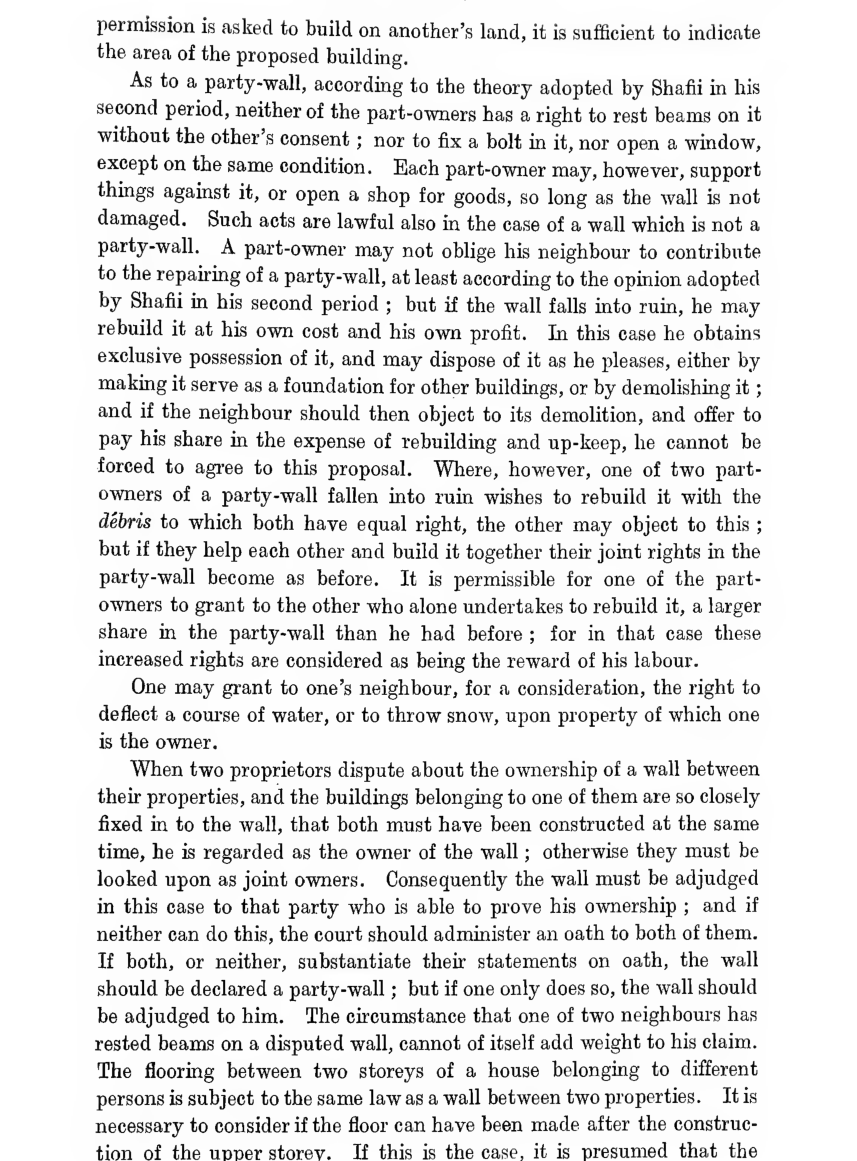 permission is asked to build on another's land, it is sufficient to indicate
the area of the proposed building.
As to a party-wall, according to the theory adopted by Shafii in his
second period, neither of the part-owners has a right to rest beams on it
without the other's consent ; nor to fix a bolt in it, nor open a window,
except on the same condition. Each part-owner may, however, support
things against it, or open a shop for goods, so long as the wall is not
damaged. Such acts are lawful also in the case of a wall which is not a
party-wall. A part-owner may not oblige his neighbour to contribute
to the repairing of a party-wall, at least according to the opinion adopted
by Shafii in his second period ; but if the wall falls into ruin, he may
rebuild it at his own cost and his own profit. In this case he obtains
exclusive possession of it, and may dispose of it as he pleases, either by
making it serve as a foundation for other buildings, or by demolishing it ;
and if the neighbour should then object to its demolition, and offer to
pay his share in the expense of rebuilding and up-keep, he cannot be
forced to agree to this proposal. Where, however, one of two part-
owners of a party-wall fallen into ruin wishes to rebuild it with the
débris to which both have equal right, the other may object to this ;
but if they help each other and build it together their joint rights in the
party-wall become as before. It is permissible for one of the part-
owners to grant to the other who alone undertakes to rebuild it, a larger
share in the party-wall than he had before ; for in that case these
increased rights are considered as being the reward of his labour.
One may grant to one's neighbour, for a consideration, the right to
deflect a course of water, or to throw snow, upon property of which one
is the owner.
When two proprietors dispute about the ownership of a wall between
their properties, and the buildings belonging to one of them are so closely
fixed in to the wall, that both must have been constructed at the same
time, he is regarded as the owner of the wall ; otherwise they must be
looked upon as joint owners. Consequently the wall must be adjudged
in this case to that party who is able to prove his ownership ; and if
neither can do this, the court should administer an oath to both of them.
If both, or neither, substantiate their statements on oath, the wall
should be declared a party-wall ; but if one only does so, the wall should
be adjudged to him. The circumstance that one of two neighbours has
rested beams on a disputed wall, cannot of itself add weight to his claim.
The flooring between two storeys of a house belonging to different
persons is subject to the same law as a wall between two properties. It is
necessary to consider if the floor can have been made after the construc-
tion of the upper storey. If this is the case, it is presumed that the